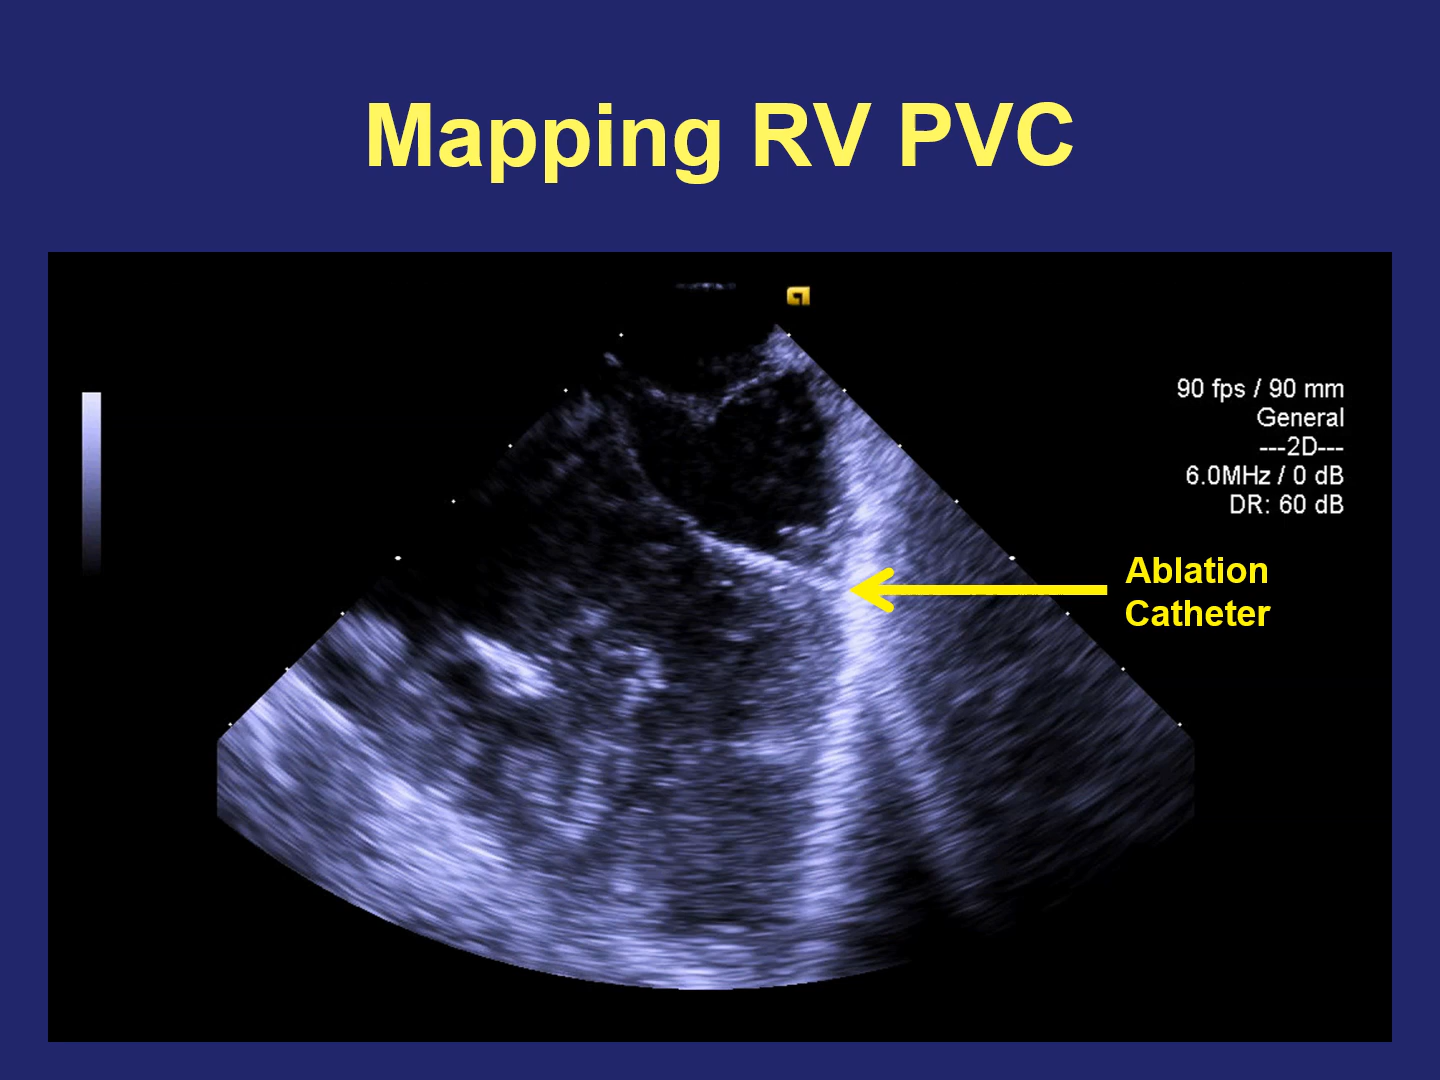 Mapping RV PVC
90 fps / 90 mm
General
---2D---
6.0MHz / 0 dB
DR: 60 dB
Ablation
Catheter